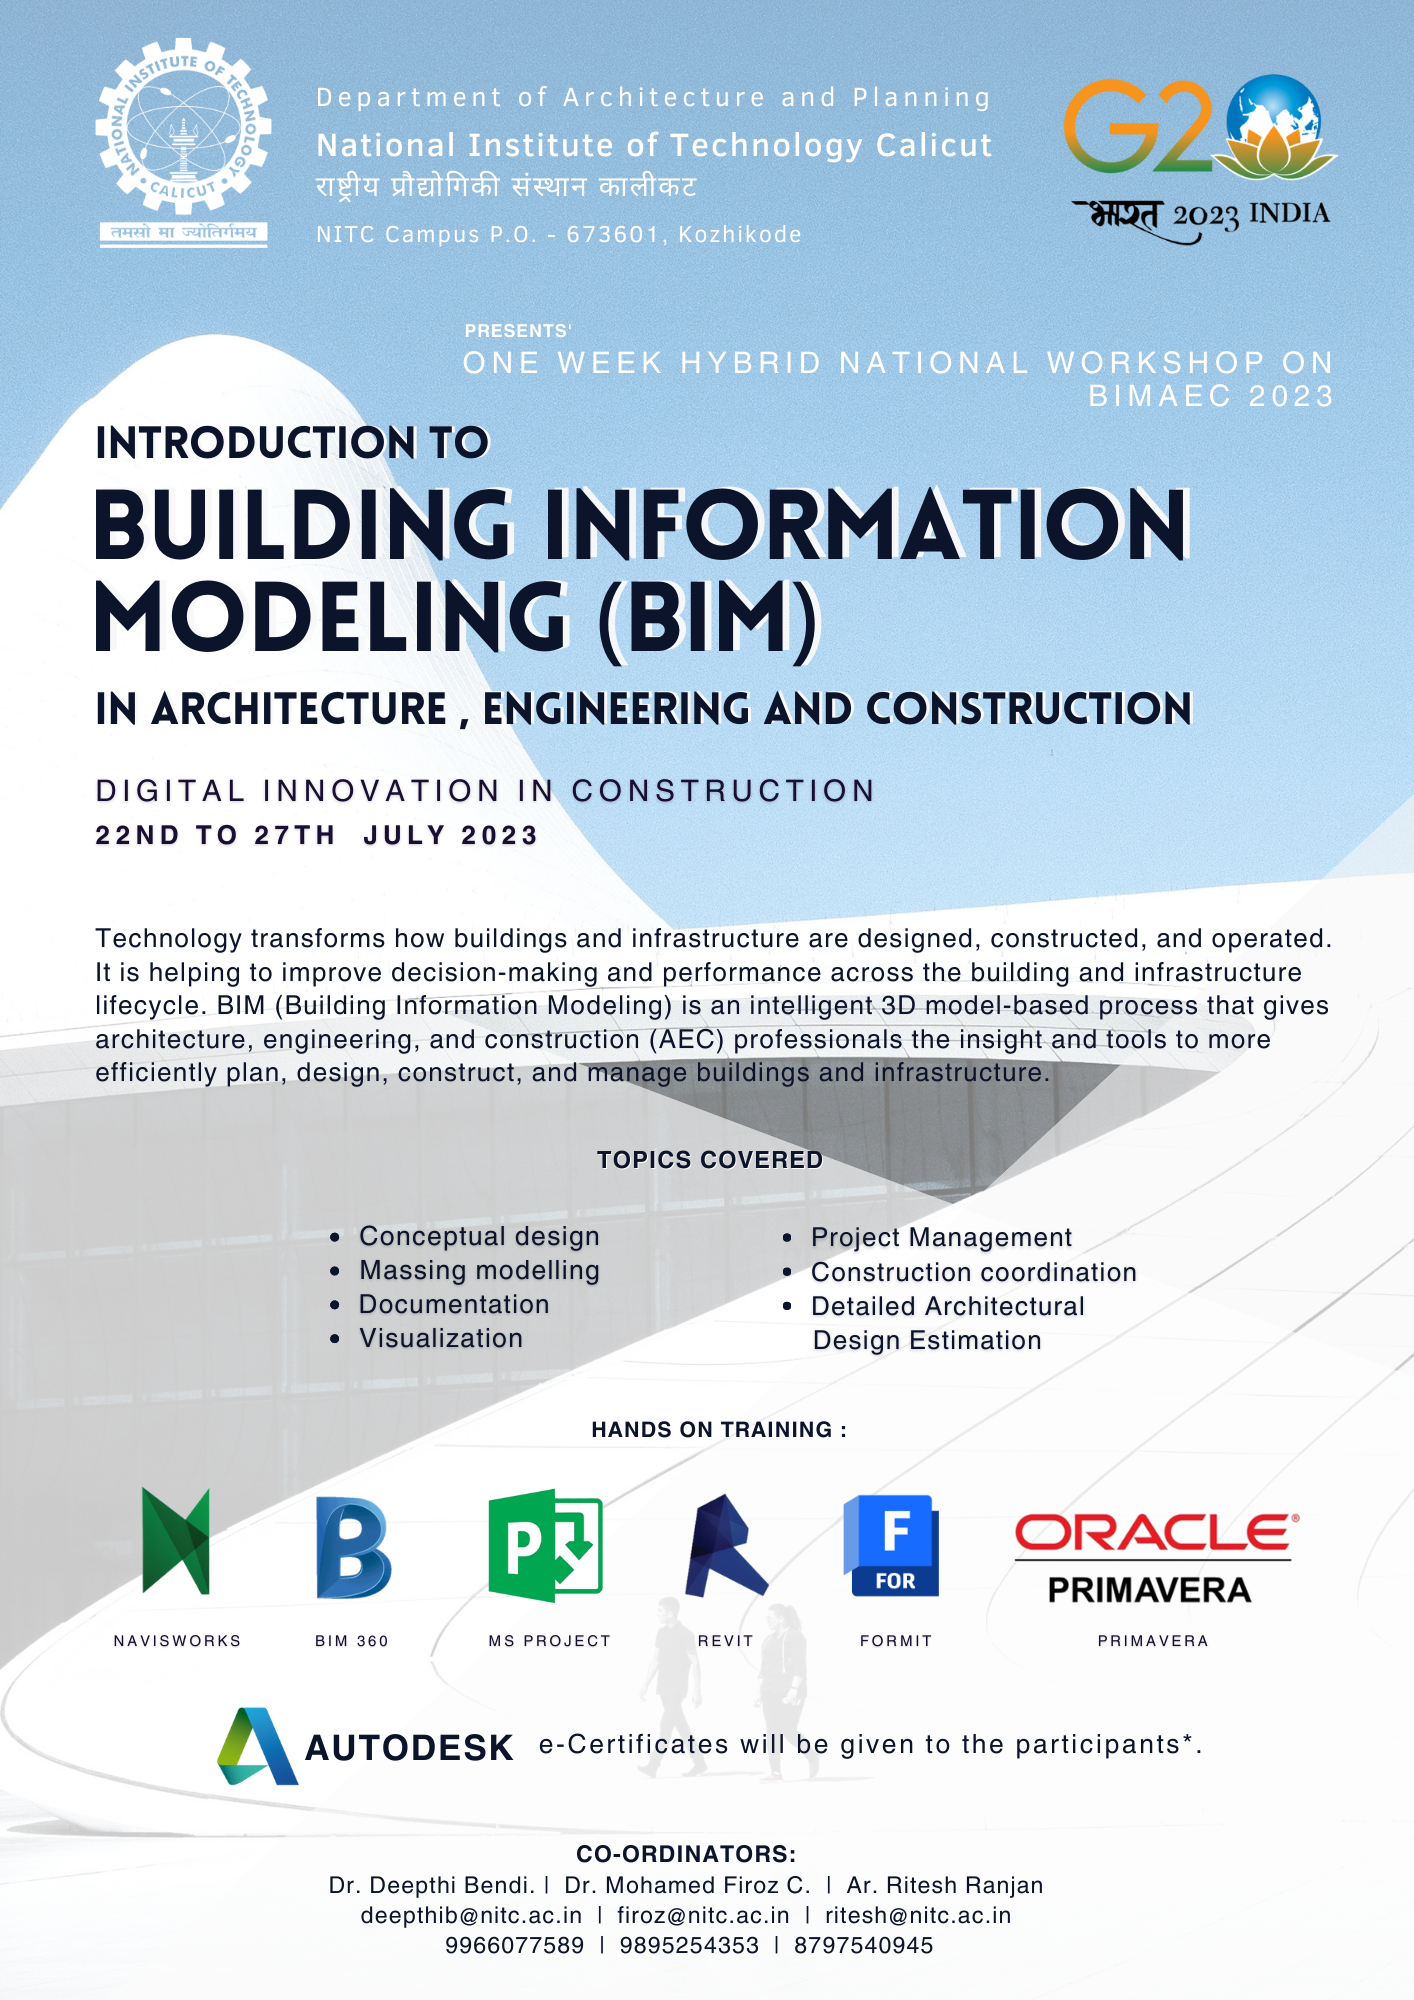 NATIONAL INSTITUTE OF TECHNOLOGY
• CALICUT •
तमसो मा ज्योतिर्गमय
Department of Architecture and Planning
National Institute of Technology Calicut
राष्ट्रीय प्रौद्योगिकी संस्थान कालीकट
NITC Campus P.O. - 673601, Kozhikode
G20
भारत 2023 INDIA
PRESENTS'
ONE WEEK HYBRID NATIONAL WORKSHOP ON
BIMAEC 2023
INTRODUCTION TO
BUILDING INFORMATION
MODELING (BIM)
IN ARCHITECTURE , ENGINEERING AND CONSTRUCTION
DIGITAL INNOVATION IN CONSTRUCTION
22ND TO 27TH JULY 2023
Technology transforms how buildings and infrastructure are designed, constructed, and operated.
It is helping to improve decision-making and performance across the building and infrastructure
lifecycle. BIM (Building Information Modeling) is an intelligent 3D model-based process that gives
architecture, engineering, and construction (AEC) professionals the insight and tools to more
efficiently plan, design, construct, and manage buildings and infrastructure.
TOPICS COVERED
• Conceptual design
• Massing modelling
• Documentation
• Visualization
• Project Management
• Construction coordination
• Detailed Architectural
Design Estimation
HANDS ON TRAINING :
B
P
R
F
FOR
ORACLE®
PRIMAVERA
NAVISWORKS
BIM 360
MS PROJECT
REVIT
FORMIT
PRIMAVERA
AUTODESK e-Certificates will be given to the participants*.
CO-ORDINATORS:
Dr. Deepthi Bendi. | Dr. Mohamed Firoz C. | Ar. Ritesh Ranjan
deepthib@nitc.ac.in | firoz@nitc.ac.in | ritesh@nitc.ac.in
9966077589 | 9895254353 | 8797540945